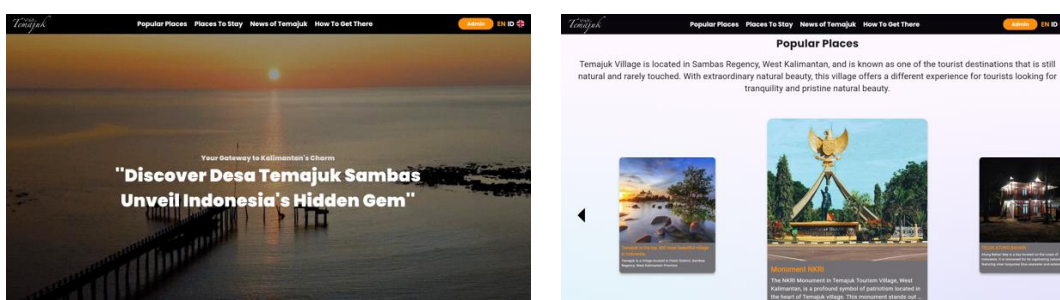 Temajuk
Popular Places Places To Stay News of Temajuk How To Get There
Admin EN ID
Your Gateway to Kalimantan's Charm
"Discover Desa Temajuk Sambas
Unveil Indonesia's Hidden Gem"
Temajuk
Popular Places Places To Stay News of Temajuk How To Get There
Admin EN ID
Popular Places
Temajuk Village is located in Sambas Regency, West Kalimantan, and is known as one of the tourist destinations that is still
natural and rarely touched. With extraordinary natural beauty, this village offers a different experience for tourists looking for
tranquility and pristine natural beauty.
Monument NKRI
The NKRI Monument in Temajuk Tourism Village, West
Kalimantan, is a profound symbol of patriotism located in
the heart of Temajuk village. This monument stands out ...